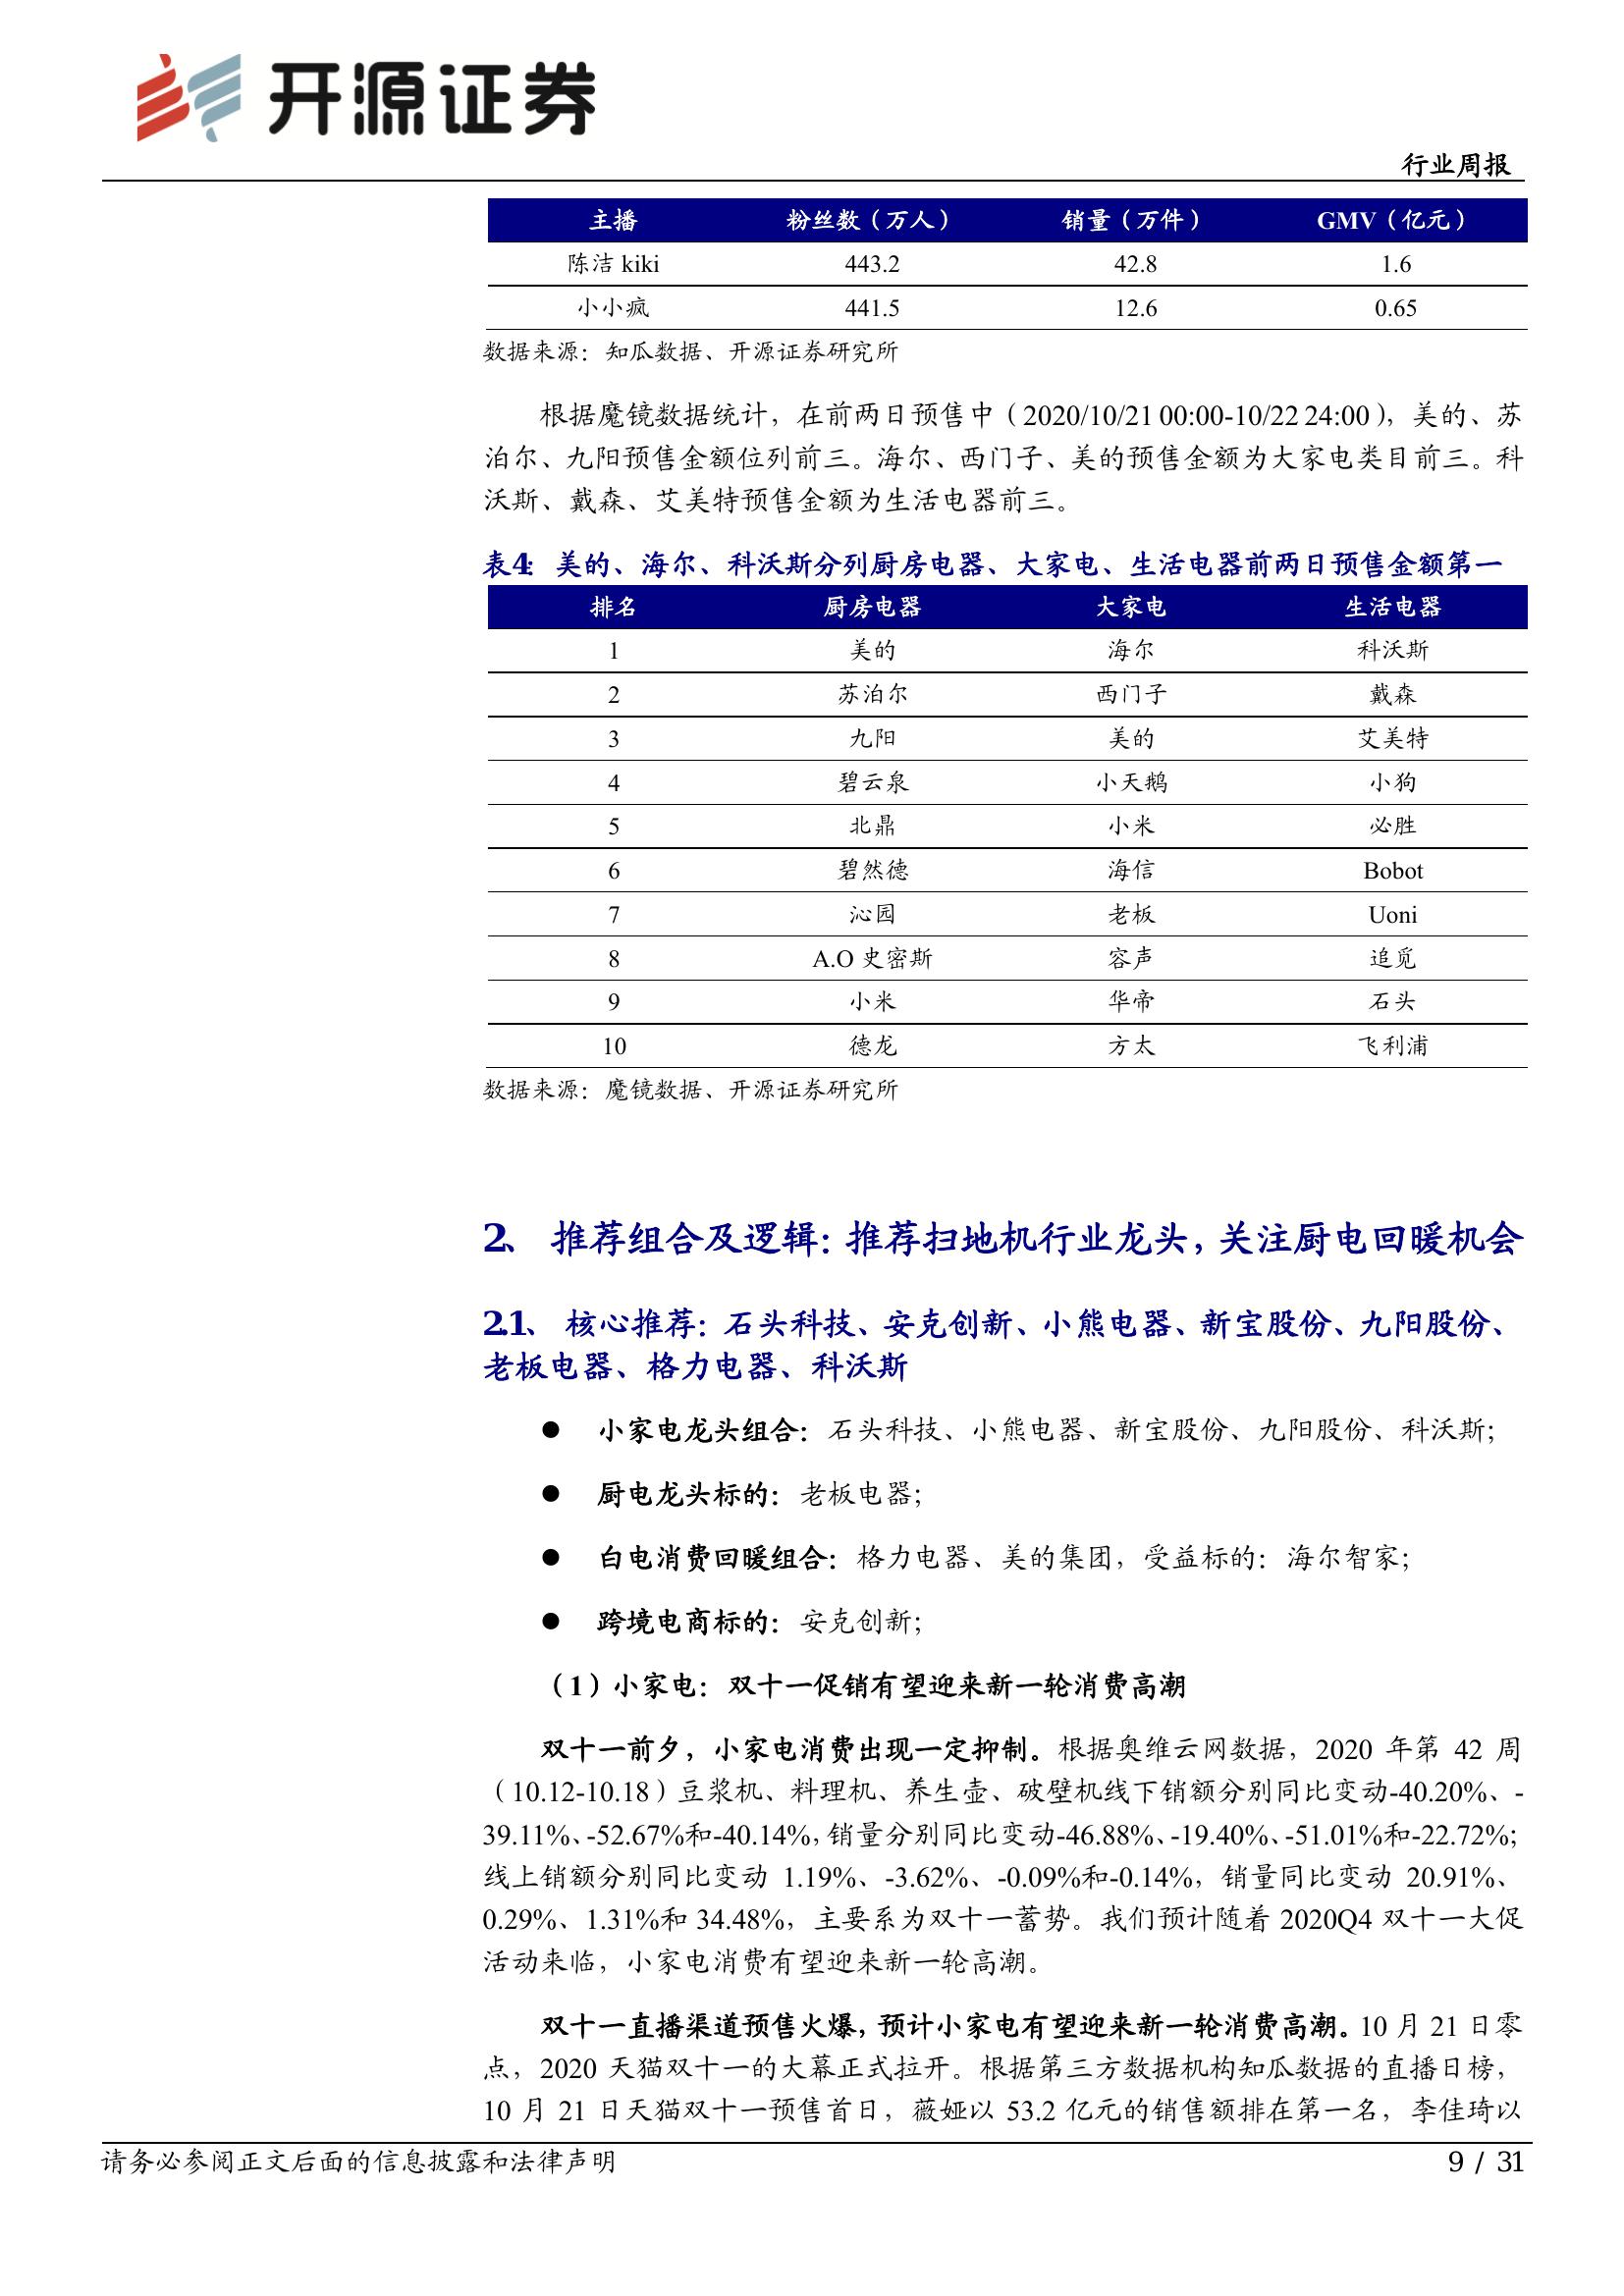 开源证券
行业周报
主播 粉丝数（万人） 销量（万件） GMV（亿元）
陈洁 kiki 443.2 42.8 1.6
小小疯 441.5 12.6 0.65
数据来源：知瓜数据、开源证券研究所
根据魔镜数据统计，在前两日预售中（2020/10/21 00:00-10/22 24:00），美的、苏
泊尔、九阳预售金额位列前三。海尔、西门子、美的预售金额为大家电类目前三。科
沃斯、戴森、艾美特预售金额为生活电器前三。
表4： 美的、海尔、科沃斯分列厨房电器、大家电、生活电器前两日预售金额第一
排名 厨房电器 大家电 生活电器
1 美的 海尔 科沃斯
2 苏泊尔 西门子 戴森
3 九阳 美的 艾美特
4 碧云泉 小天鹅 小狗
5 北鼎 小米 必胜
6 碧然德 海信 Bobot
7 沁园 老板 Uoni
8 A.O 史密斯 容声 追觅
9 小米 华帝 石头
10 德龙 方太 飞利浦
数据来源：魔镜数据、开源证券研究所
2、 推荐组合及逻辑：推荐扫地机行业龙头，关注厨电回暖机会
2.1、 核心推荐：石头科技、安克创新、小熊电器、新宝股份、九阳股份、
老板电器、格力电器、科沃斯
● 小家电龙头组合：石头科技、小熊电器、新宝股份、九阳股份、科沃斯；
● 厨电龙头标的：老板电器；
● 白电消费回暖组合：格力电器、美的集团，受益标的：海尔智家；
● 跨境电商标的：安克创新；
（1）小家电：双十一促销有望迎来新一轮消费高潮
双十一前夕，小家电消费出现一定抑制。根据奥维云网数据，2020 年第 42 周
（10.12-10.18）豆浆机、料理机、养生壶、破壁机线下销额分别同比变动-40.20%、-
39.11%、-52.67%和-40.14%，销量分别同比变动-46.88%、-19.40%、-51.01%和-22.72%；
线上销额分别同比变动 1.19%、-3.62%、-0.09%和-0.14%，销量同比变动 20.91%、
0.29%、1.31%和 34.48%，主要系为双十一蓄势。我们预计随着 2020Q4 双十一大促
活动来临，小家电消费有望迎来新一轮高潮。
双十一直播渠道预售火爆，预计小家电有望迎来新一轮消费高潮。10 月 21 日零
点，2020 天猫双十一的大幕正式拉开。根据第三方数据机构知瓜数据的直播日榜，
10 月 21 日天猫双十一预售首日，薇娅以 53.2 亿元的销售额排在第一名，李佳琦以
请务必参阅正文后面的信息披露和法律声明
9 / 31